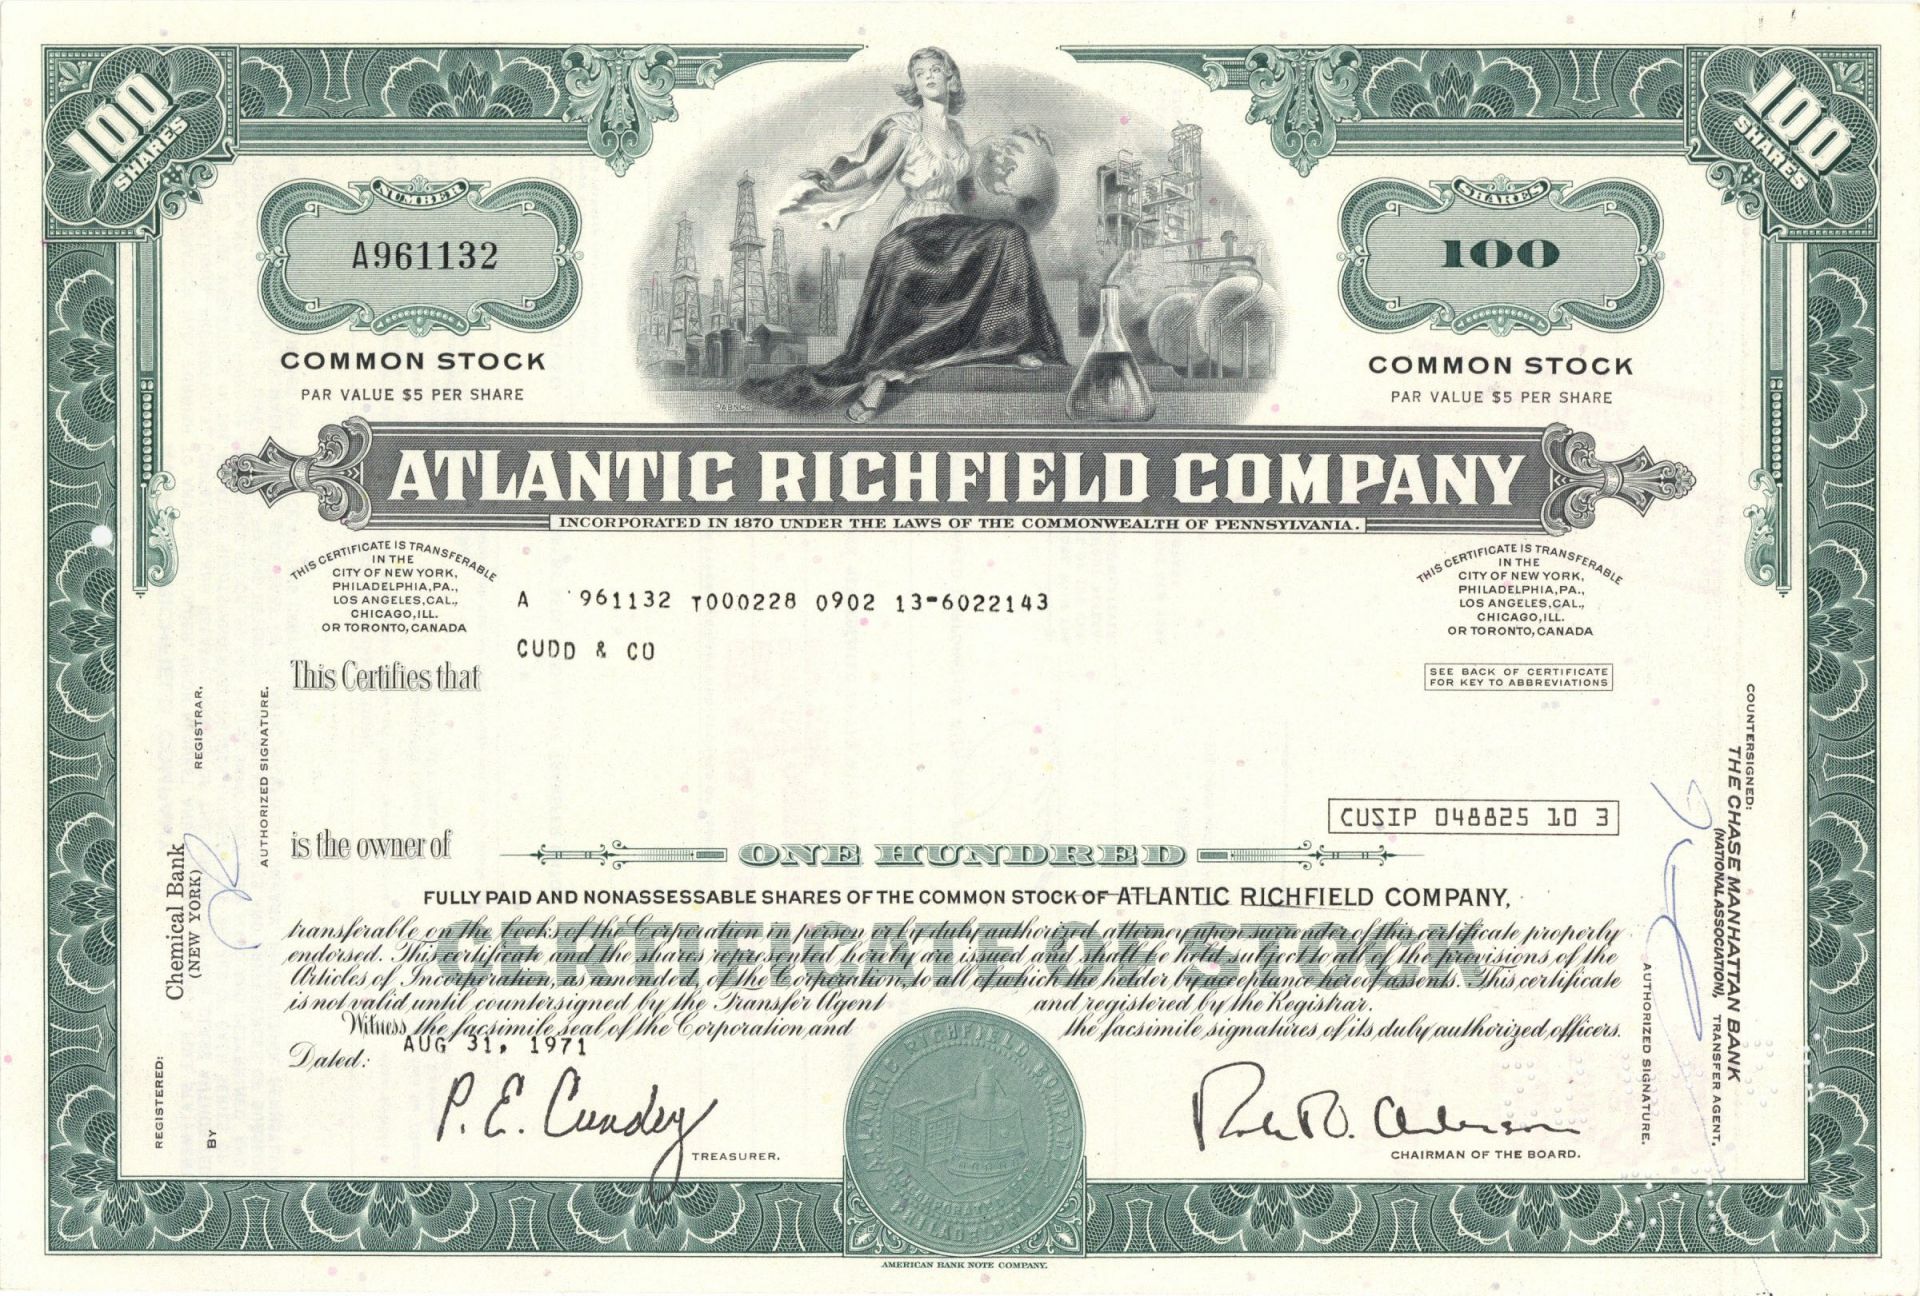 100
SHARES
100
SHARES
NUMBER
A961132
SHARES
100
COMMON STOCK
PAR VALUE $5 PER SHARE
COMMON STOCK
PAR VALUE $5 PER SHARE
ATLANTIC RICHFIELD COMPANY
INCORPORATED IN 1870 UNDER THE LAWS OF THE COMMONWEALTH OF PENNSYLVANIA.
THIS CERTIFICATE IS TRANSFERABLE
IN THE
CITY OF NEW YORK,
PHILADELPHIA, PA.,
LOS ANGELES, CAL.,
CHICAGO, ILL.
OR TORONTO, CANADA
THIS CERTIFICATE IS TRANSFERABLE
IN THE
CITY OF NEW YORK,
PHILADELPHIA, PA.,
LOS ANGELES, CAL.,
CHICAGO, ILL.
OR TORONTO, CANADA
A 961132 T000228 0902 13-6022143
CUDD & CO
This Certifies that
SEE BACK OF CERTIFICATE
FOR KEY TO ABBREVIATIONS
CUSIP 048825 10 3
is the owner of
ONE HUNDRED
FULLY PAID AND NONASSESSABLE SHARES OF THE COMMON STOCK OF ATLANTIC RICHFIELD COMPANY,
CERTIFICATE OF STOCK
transferable on the books of the Corporation in person or by duly authorized attorney upon surrender of this certificate properly
endorsed. This certificate and the shares represented hereby are issued and shall be held subject to all of the provisions of the
Articles of Incorporation, as amended, of the Corporation, to all of which the holder by acceptance hereof assents. This certificate
is not valid until countersigned by the Transfer Agent and registered by the Registrar.
Witness the facsimile seal of the Corporation and the facsimile signatures of its duly authorized officers.
Dated: AUG 31, 1971
P. E. Cundey
TREASURER.
CHAIRMAN OF THE BOARD.
ATLANTIC RICHFIELD COMPANY
PHILADELPHIA
AMERICAN BANK NOTE COMPANY.
REGISTERED:
Chemical Bank
(NEW YORK)
REGISTRAR,
BY
AUTHORIZED SIGNATURE.
COUNTERSIGNED:
THE CHASE MANHATTAN BANK
(NATIONAL ASSOCIATION),
TRANSFER AGENT,
AUTHORIZED SIGNATURE.